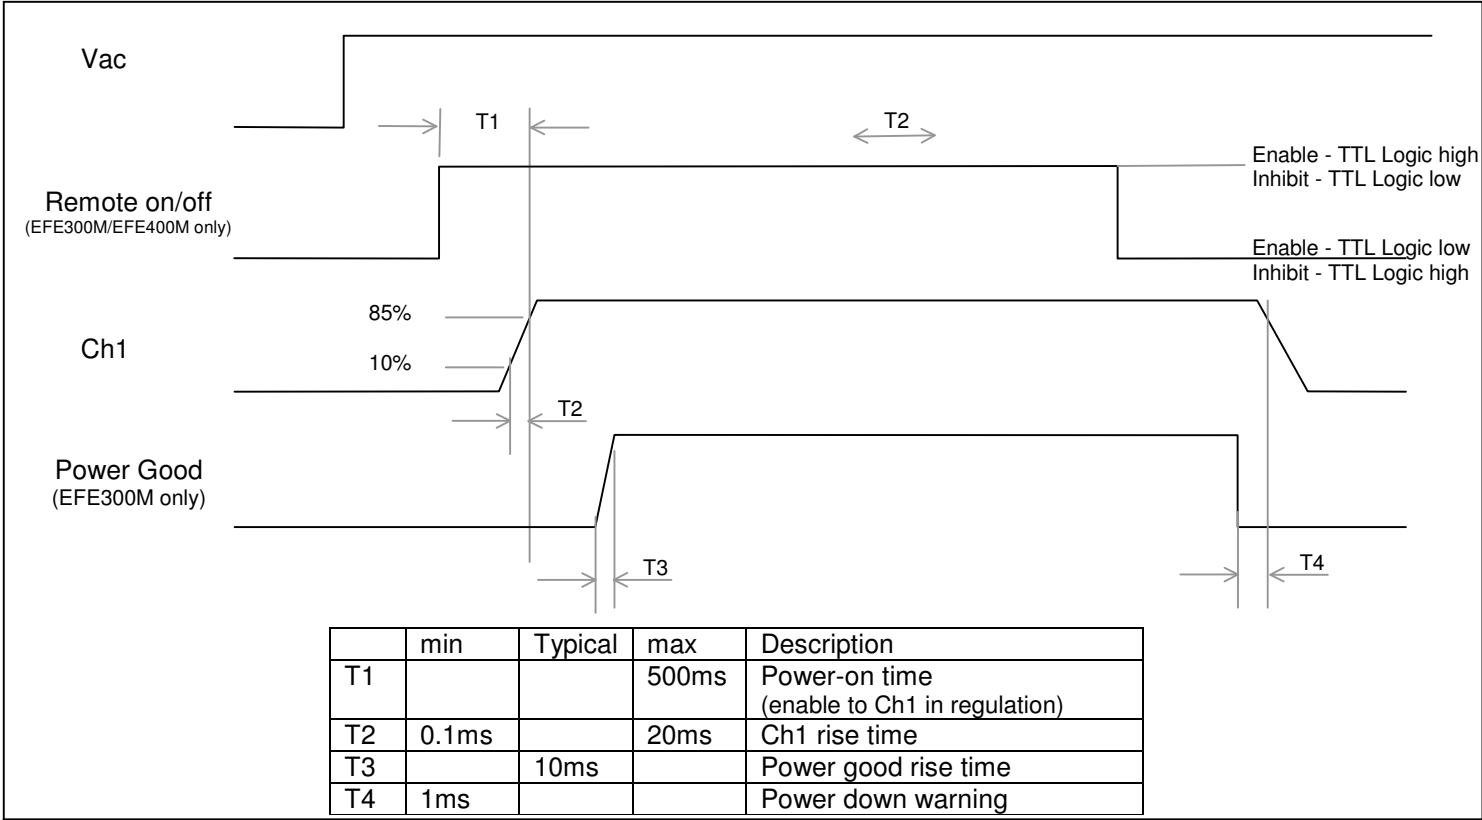 Vac
T1
T2
Enable - TTL Logic high
Inhibit - TTL Logic low
Remote on/off
(EFE300M/EFE400M only)
Enable - TTL Logic low
Inhibit - TTL Logic high
85%
Ch1
10%
T2
Power Good
(EFE300M only)
T3
T4
min Typical max Description
T1 500ms Power-on time
(enable to Ch1 in regulation)
T2 0.1ms 20ms Ch1 rise time
T3 10ms Power good rise time
T4 1ms Power down warning